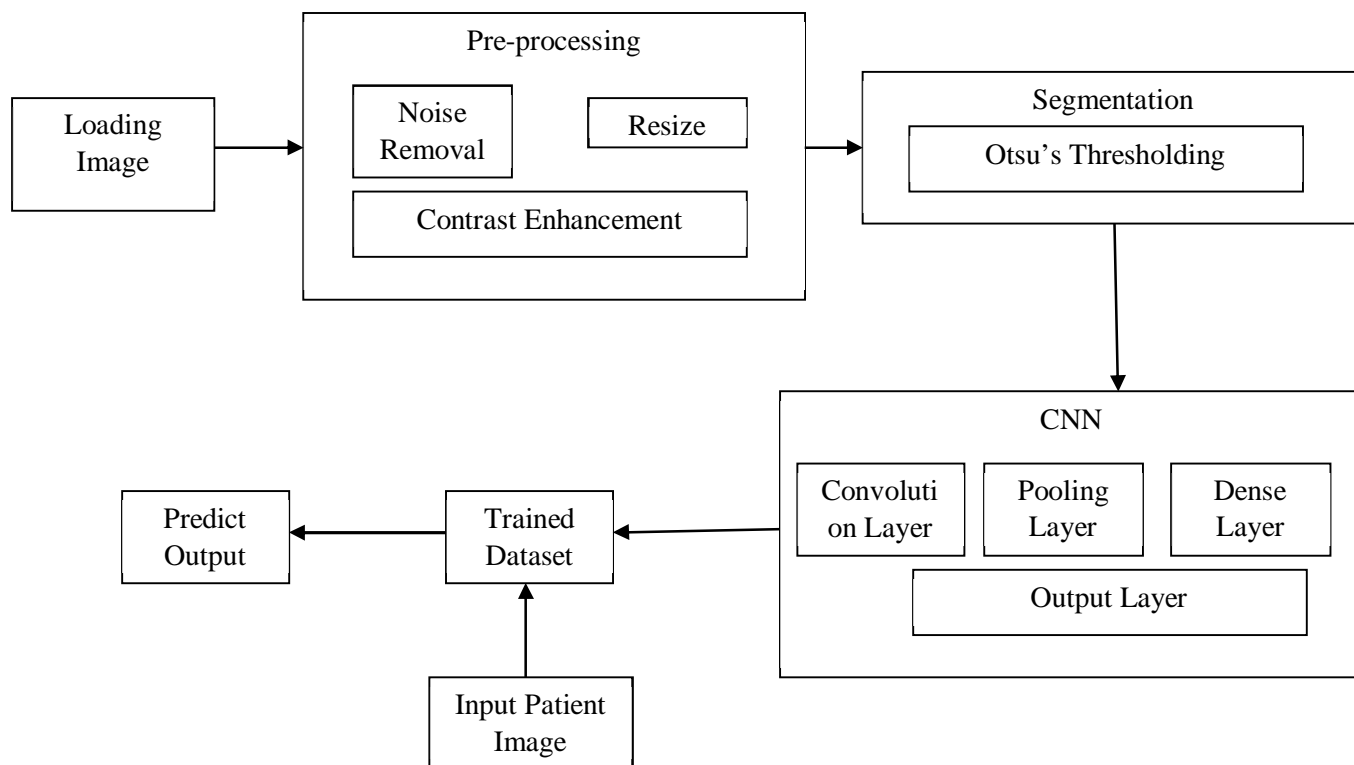 Pre-processing
Loading
Image
Noise
Removal
Resize
Contrast Enhancement
Segmentation
Otsu’s Thresholding
CNN
Convoluti
on Layer
Pooling
Layer
Dense
Layer
Output Layer
Trained
Dataset
Predict
Output
Input Patient
Image